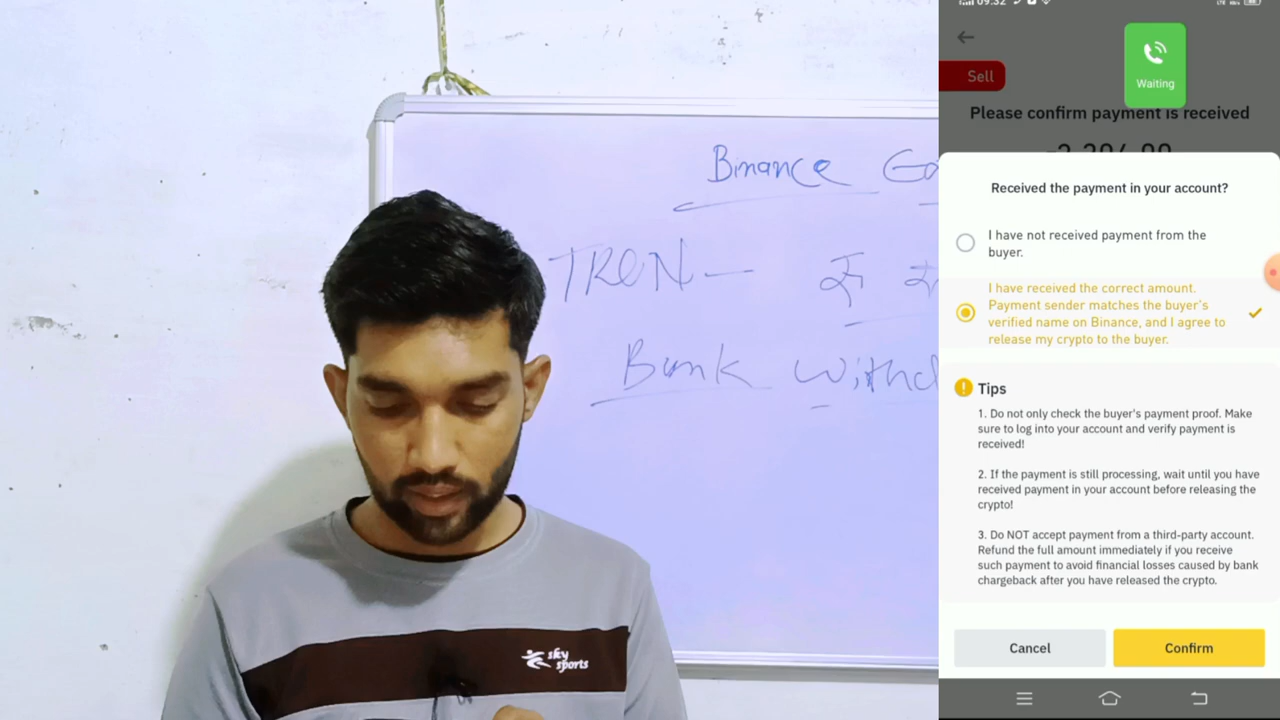 Binance
TRON —
Bank
sky
sports
09:32
Waiting
Sell
Please confirm payment is received
Received the payment in your account?
I have not received payment from the
buyer.
I have received the correct amount.
Payment sender matches the buyer's
verified name on Binance, and I agree to
release my crypto to the buyer.
Tips
1. Do not only check the buyer's payment proof. Make
sure to log into your account and verify payment is
received!
2. If the payment is still processing, wait until you have
received payment in your account before releasing the
crypto!
3. Do NOT accept payment from a third-party account.
Refund the full amount immediately if you receive
such payment to avoid financial losses caused by bank
chargeback after you have released the crypto.
Cancel
Confirm